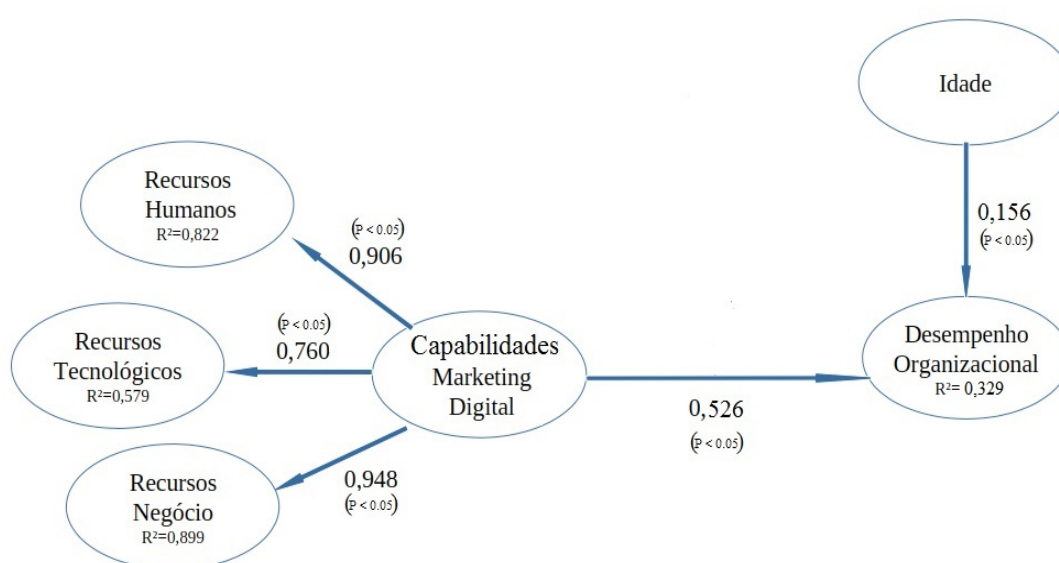 Idade
0,156
(P < 0.05)
Recursos
Humanos
R²=0,822
(P < 0.05)
0,906
Recursos
Tecnológicos
R²=0,579
(P < 0.05)
0,760
Capabilidades
Marketing
Digital
0,526
(P < 0.05)
Desempenho
Organizacional
R²= 0,329
Recursos
Negócio
R²=0,899
0,948
(P < 0.05)